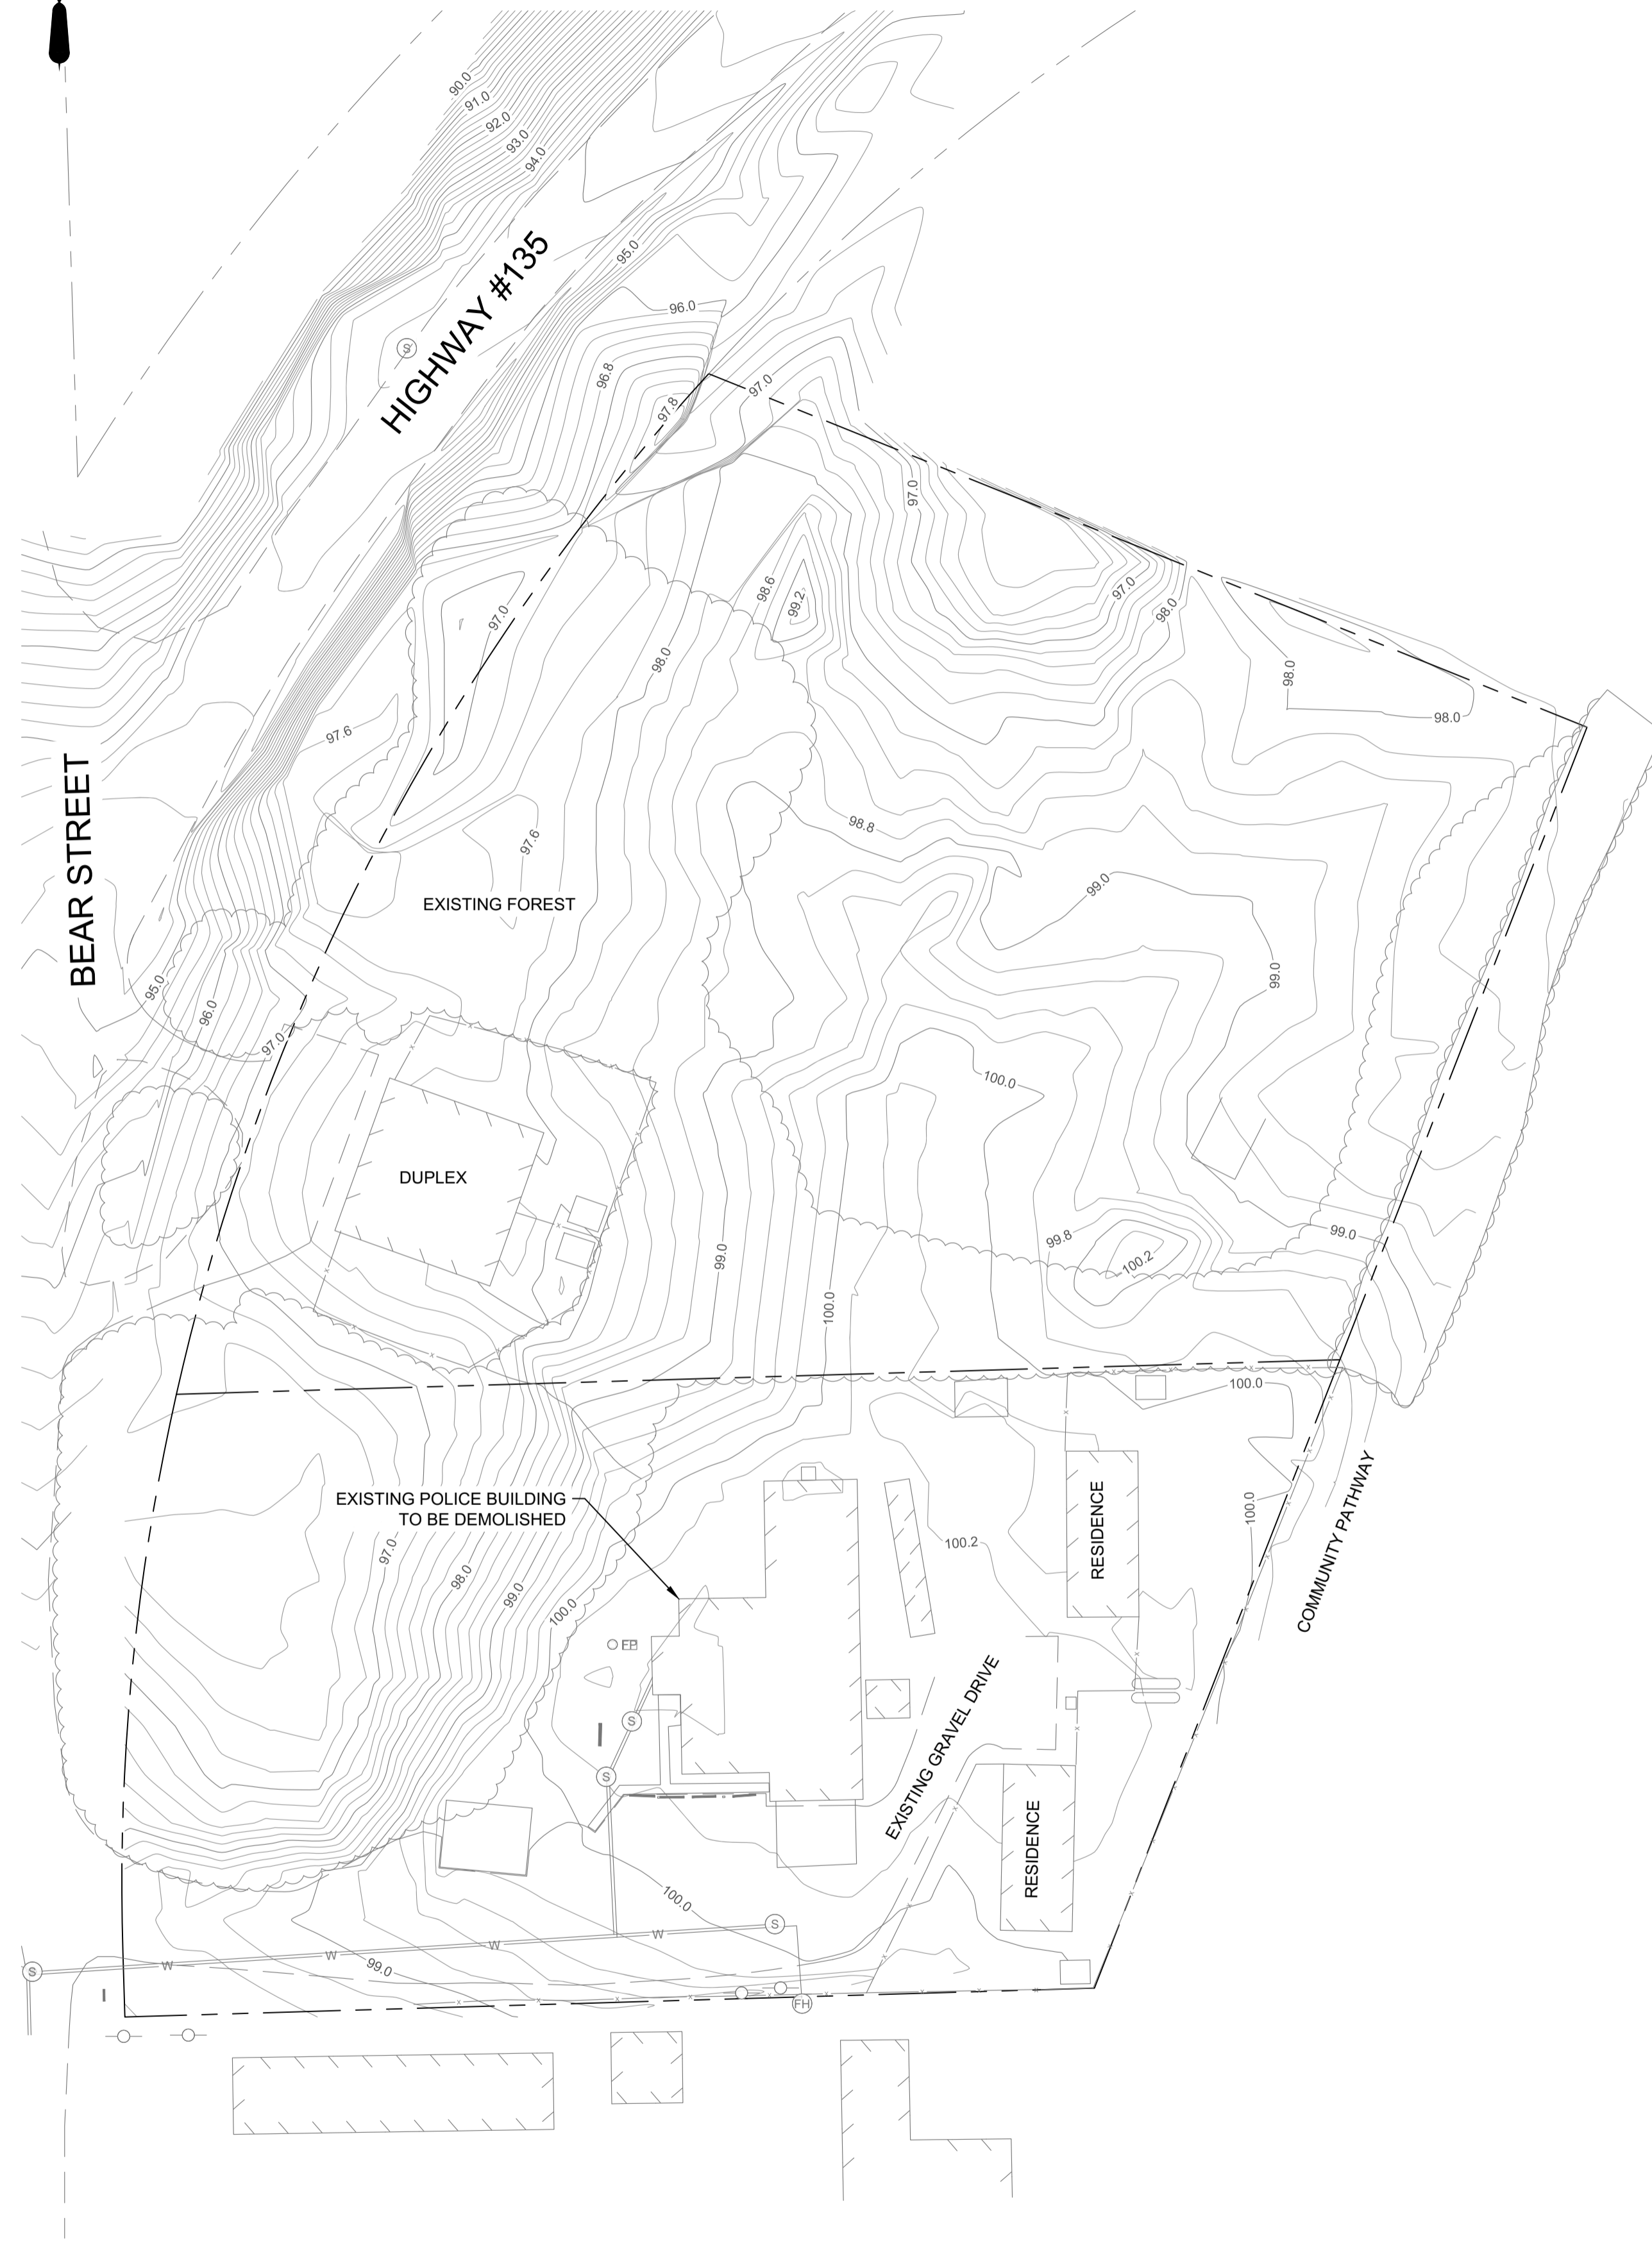 90.0
91.0
92.0
93.0
94.0
HIGHWAY #135
95.0
96.0
S
96.8
97.8
97.0
97.0
97.0
98.0
98.6
99.2
97.0
98.0
98.0
98.0
97.6
BEAR STREET
97.6
98.8
99.0
EXISTING FOREST
99.0
95.0
96.0
97.0
100.0
DUPLEX
99.0
99.8
100.2
99.0
100.0
100.0
EXISTING POLICE BUILDING
TO BE DEMOLISHED
RESIDENCE
100.0
COMMUNITY PATHWAY
97.0
98.0
99.0
100.0
100.2
FP
S
S
EXISTING GRAVEL DRIVE
RESIDENCE
100.0
S
W
W
W
W
S
99.0
FH